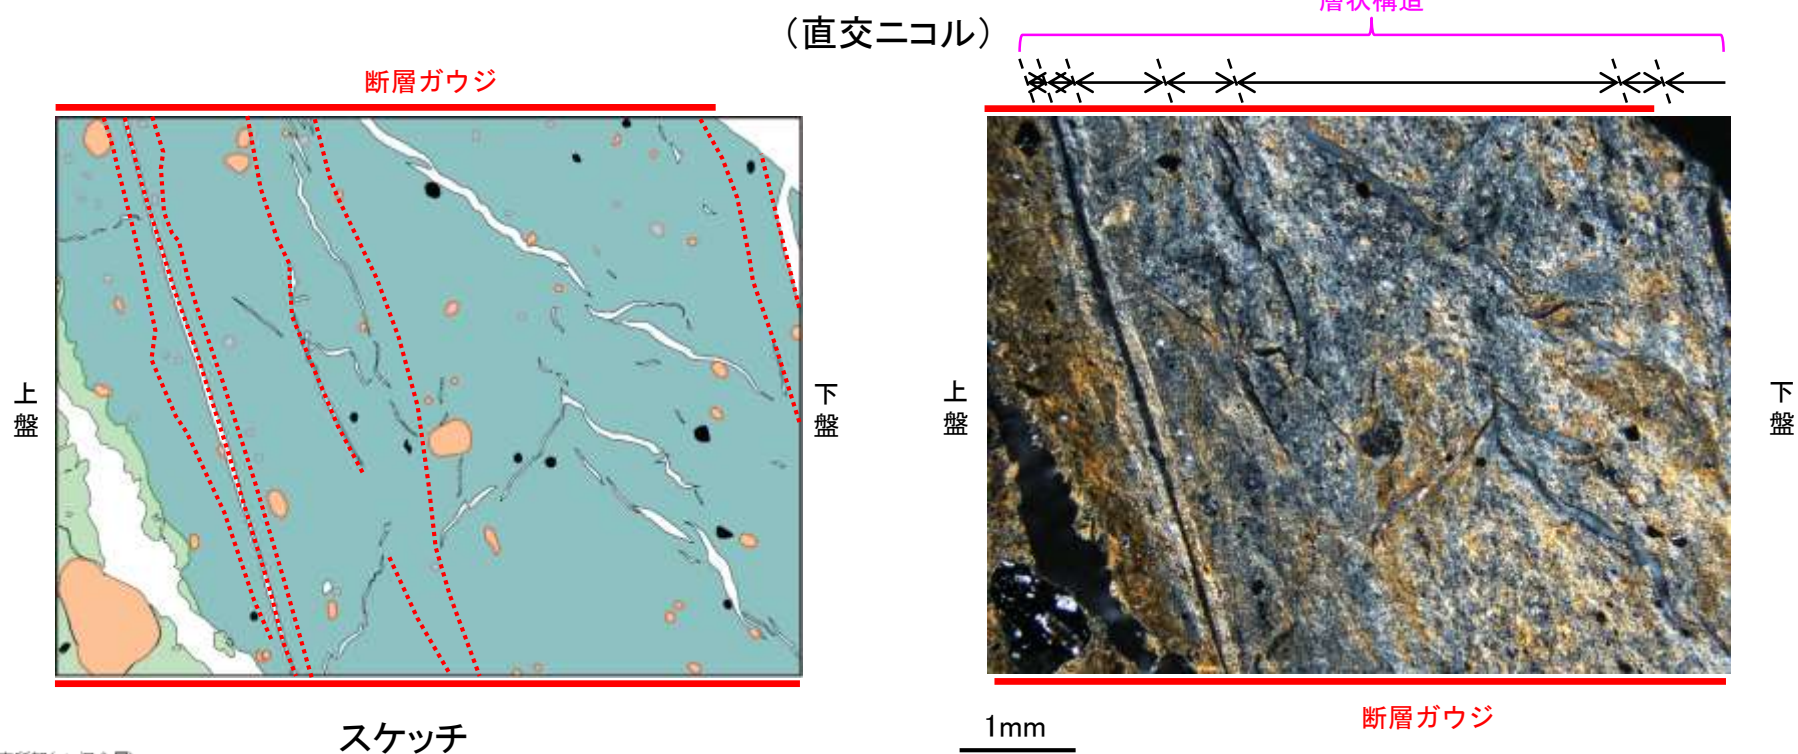 層状構造
(直交ニコル)
断層ガウジ
上盤
下盤
上盤
下盤
断層ガウジ
1mm
スケッチ